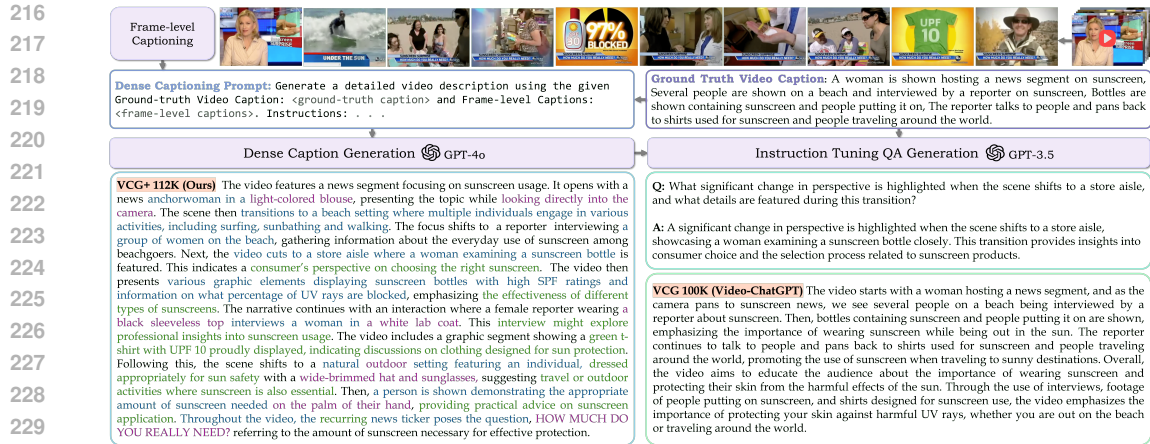 216
217
218
219
220
221
222
223
224
225
226
227
228
229
Frame-level
Captioning
UNDER THE SUN
97%
BLOCKED
UPF
10
Dense Captioning Prompt: Generate a detailed video description using the given
Ground-truth Video Caption: <ground-truth caption> and Frame-level Captions:
<frame-level captions>. Instructions: . . .
Ground Truth Video Caption: A woman is shown hosting a news segment on sunscreen,
Several people are shown on a beach and interviewed by a reporter on sunscreen, Bottles are
shown containing sunscreen and people putting it on, The reporter talks to people and pans back
to shirts used for sunscreen and people traveling around the world.
Dense Caption Generation GPT-4o
Instruction Tuning QA Generation GPT-3.5
VCG+ 112K (Ours) The video features a news segment focusing on sunscreen usage. It opens with a
news anchorwoman in a light-colored blouse, presenting the topic while looking directly into the
camera. The scene then transitions to a beach setting where multiple individuals engage in various
activities, including surfing, sunbathing and walking. The focus shifts to a reporter interviewing
a group of women on the beach, gathering information about the everyday use of sunscreen among
beachgoers. Next, the video cuts to a store aisle where a woman examining a sunscreen bottle is
featured. This indicates a consumer's perspective on choosing the right sunscreen. The video then
presents various graphic elements displaying sunscreen bottles with high SPF ratings and
information on what percentage of UV rays are blocked, emphasizing the effectiveness of different
types of sunscreens. The narrative continues with an interaction where a female reporter wearing
a black sleeveless top interviews a woman in a white lab coat. This interview might explore
professional insights into sunscreen usage. The video includes a graphic segment showing a green t-
shirt with UPF 10 proudly displayed, indicating discussions on clothing designed for sun protection.
Following this, the scene shifts to a natural outdoor setting featuring an individual, dressed
appropriately for sun safety with a wide-brimmed hat and sunglasses, suggesting travel or outdoor
activities where sunscreen is also essential. Then, a person is shown demonstrating the appropriate
amount of sunscreen needed on the palm of their hand, providing practical advice on sunscreen
application. Throughout the video, the recurring news ticker poses the question, HOW MUCH DO
YOU REALLY NEED? referring to the amount of sunscreen necessary for effective protection.
Q: What significant change in perspective is highlighted when the scene shifts to a store aisle,
and what details are featured during this transition?
A: A significant change in perspective is highlighted when the scene shifts to a store aisle,
showcasing a woman examining a sunscreen bottle closely. This transition provides insights into
consumer choice and the selection process related to sunscreen products.
VCG 100K (Video-ChatGPT) The video starts with a woman hosting a news segment, and as the
camera pans to sunscreen news, we see several people on a beach being interviewed by a
reporter about sunscreen. Then, bottles containing sunscreen and people putting it on are shown,
emphasizing the importance of wearing sunscreen while being out in the sun. The reporter
continues to talk to people and pans back to shirts used for sunscreen and people traveling
around the world, promoting the use of sunscreen when traveling to sunny destinations. Overall,
the video aims to educate the audience about the importance of wearing sunscreen and
protecting their skin from the harmful effects of the sun. Through the use of interviews, footage
of people putting on sunscreen, and shirts designed for sunscreen use, the video emphasizes the
importance of protecting your skin against harmful UV rays, whether you are out on the beach
or traveling around the world.